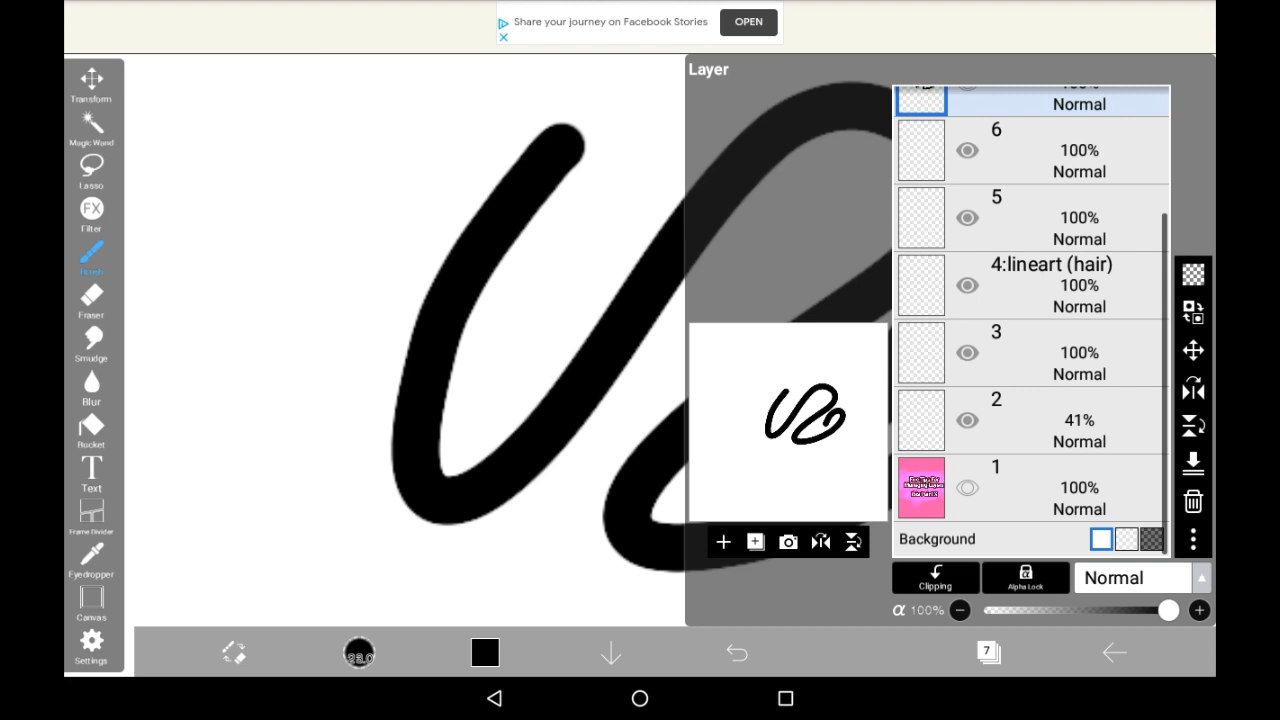 Share your journey on Facebook Stories
OPEN
Layer
Transform
Magic Wand
Lasso
FX
Filter
Brush
Eraser
Smudge
Blur
Bucket
T
Text
Frame Divider
Eyedropper
Canvas
Settings
100%
Normal
6
100%
Normal
5
100%
Normal
4:lineart (hair)
100%
Normal
3
100%
Normal
2
41%
Normal
1
100%
Normal
Background
Clipping
Alpha Lock
Normal
α 100%
7